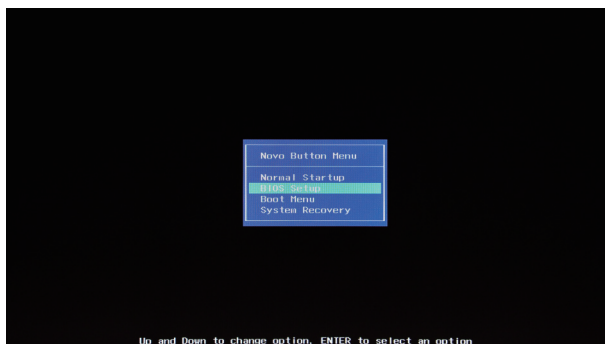 Novo Button Menu
Normal Startup
BIOS Setup
Boot Menu
System Recovery
Up and Down to change option, ENTER to select an option